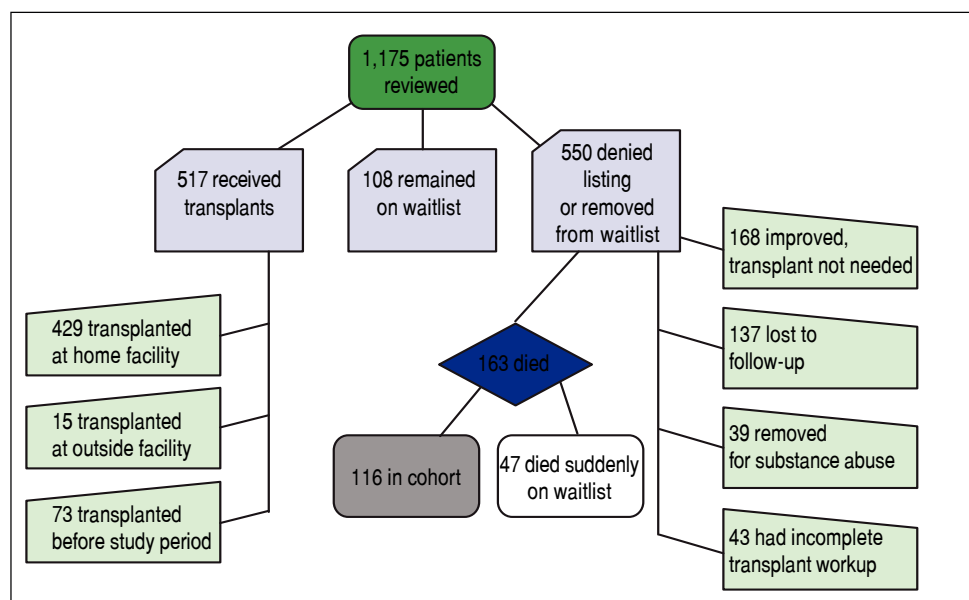 1,175 patients
reviewed
517 received
transplants
108 remained
on waitlist
550 denied
listing
or removed
from waitlist
429 transplanted
at home facility
15 transplanted
at outside facility
73 transplanted
before study period
163 died
116 in cohort
47 died suddenly
on waitlist
168 improved,
transplant not needed
137 lost to
follow-up
39 removed
for substance abuse
43 had incomplete
transplant workup